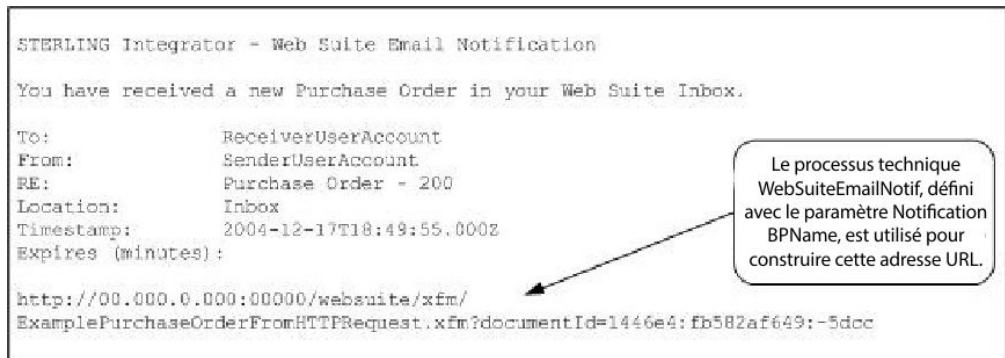 STERLING Integrator - Web Suite Email Notification
You have received a new Purchase Order in your Web Suite Inbox.
To: ReceiverUserAccount
From: SenderUserAccount
RE: Purchase Order - 200
Location: Inbox
Timestamp: 2004-12-17T18:49:55.000Z
Expires (minutes):
Le processus technique
WebSuiteEmailNotif, défini
avec le paramètre Notification
BPName, est utilisé pour
construire cette adresse URL.
http://00.000.0.000:00000/websuite/xfm/
ExamplePurchaseOrderFromHTTPRequest.xfm?documentId=1446e4:fb582af649:-5dcc